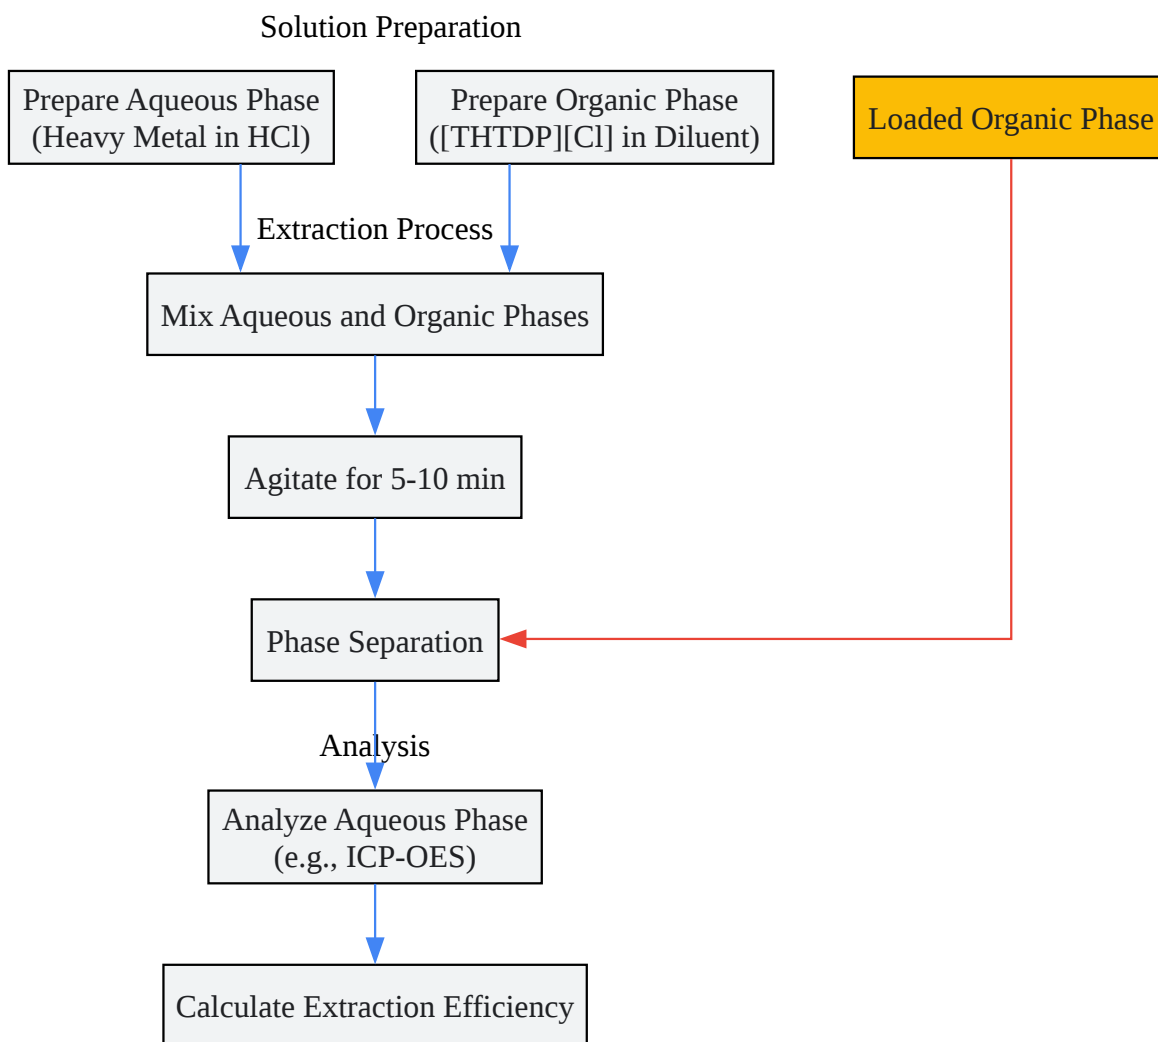 Solution Preparation
Prepare Aqueous Phase
(Heavy Metal in HCl)
Prepare Organic Phase
([THTDP][Cl] in Diluent)
Loaded Organic Phase
Extraction Process
Mix Aqueous and Organic Phases
Agitate for 5-10 min
Phase Separation
Analysis
Analyze Aqueous Phase
(e.g., ICP-OES)
Calculate Extraction Efficiency